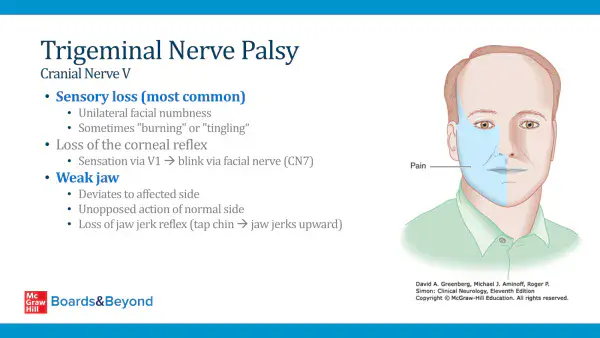 Trigeminal Nerve Palsy
Cranial Nerve V
• Sensory loss (most common)
• Unilateral facial numbness
• Sometimes "burning" or "tingling"
• Loss of the corneal reflex
• Sensation via V1 → blink via facial nerve (CN7)
• Weak jaw
• Deviates to affected side
• Unopposed action of normal side
• Loss of jaw jerk reflex (tap chin → jaw jerks upward)
Pain
David A. Greenberg, Michael J. Aminoff, Roger P.
Simon: Clinical Neurology, Eleventh Edition
Copyright © McGraw-Hill Education. All rights reserved.
Mc
Graw
Hill
Boards&Beyond